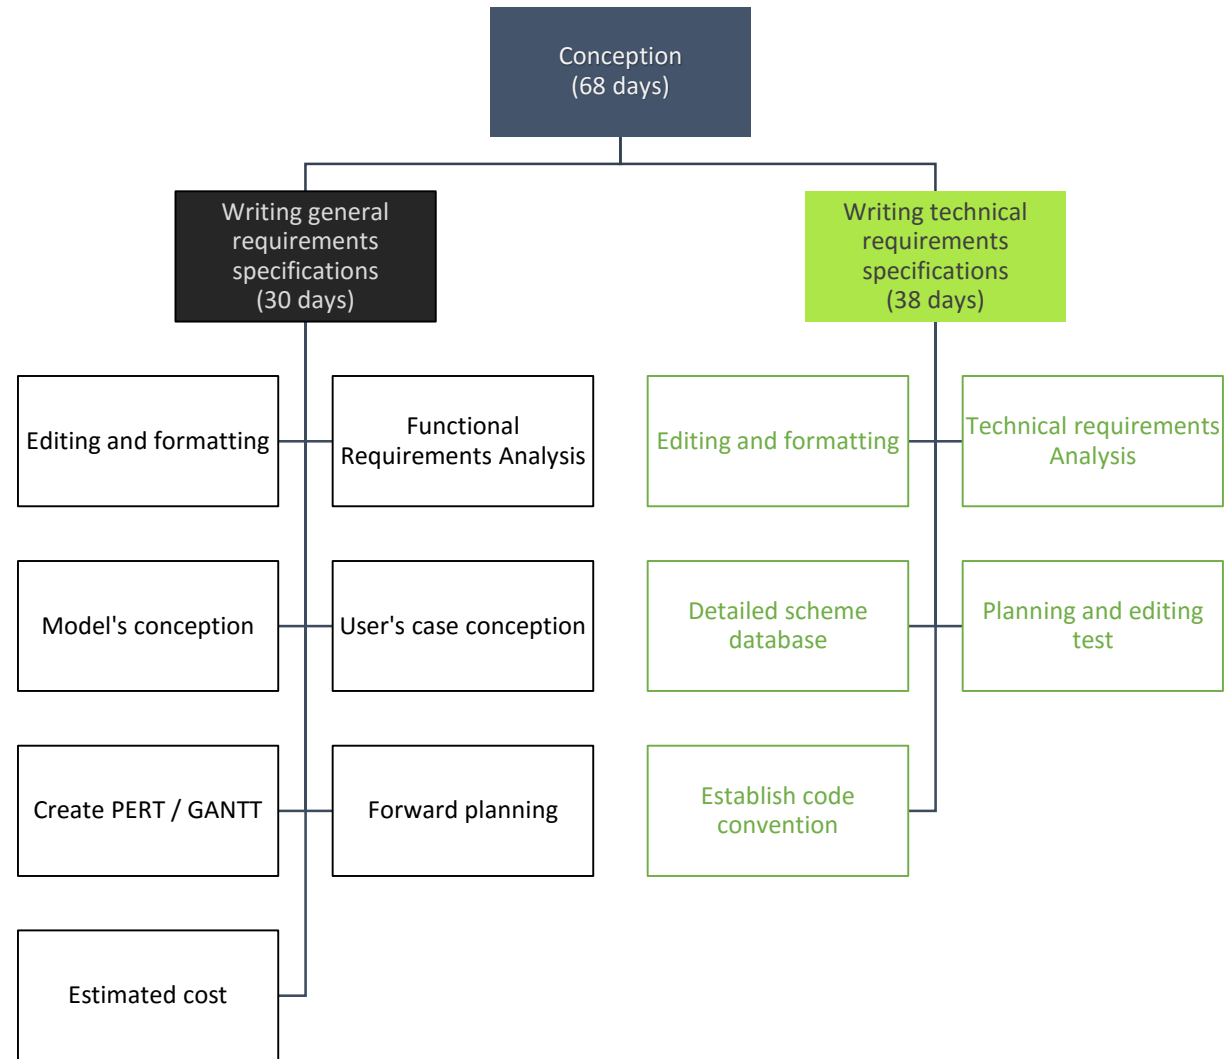 Conception
(68 days)
Writing general
requirements
specifications
(30 days)
Writing technical
requirements
specifications
(38 days)
Editing and formatting
Functional
Requirements Analysis
Editing and formatting
Technical requirements
Analysis
Model's conception
User's case conception
Detailed scheme
database
Planning and editing
test
Create PERT / GANTT
Forward planning
Establish code
convention
Estimated cost